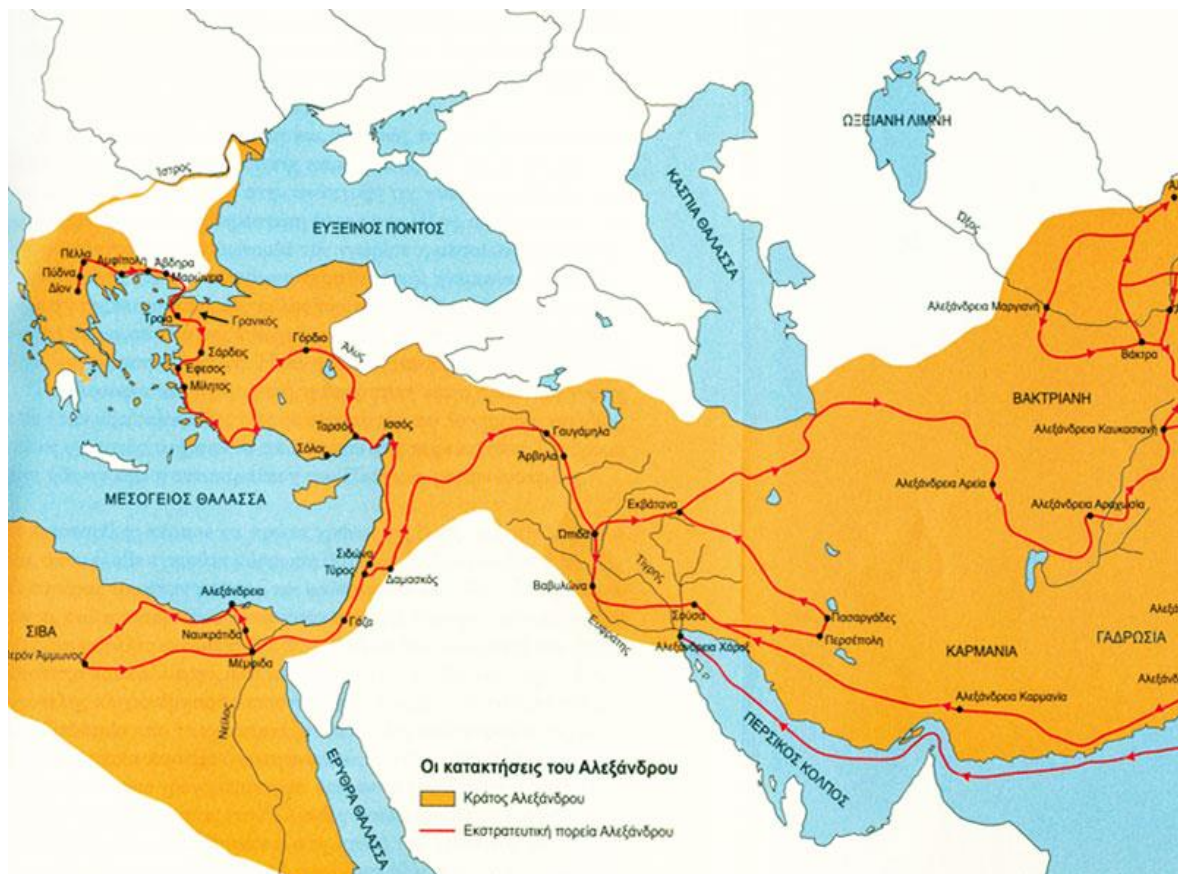 ΩΞΕΙΑΝΗ ΛΙΜΝΗ
ΚΑΣΠΙΑ ΘΑΛΑΣΣΑ
Ίστρος
Ώξος
ΕΥΞΕΙΝΟΣ ΠΟΝΤΟΣ
Πέλλα
Αμφίπολη
Άβδηρα
Μαρώνεια
Πύδνα
Δίον
Τροία
Γρανικός
Αλεξάνδρεια Μαργιανή
Σάρδεις
Γόρδιο
Άλυς
Βάκτρα
Έφεσος
Μίλητος
ΒΑΚΤΡΙΑΝΗ
Ταρσός
Ισσός
Σόλοι
Γαυγάμηλα
Άρβηλα
Αλεξάνδρεια Καυκασιανή
ΜΕΣΟΓΕΙΟΣ ΘΑΛΑΣΣΑ
Εκβάτανα
Αλεξάνδρεια Αρεία
Αλεξάνδρεια Αραχωσία
Ώπιδα
Σιδώνα
Τύρος
Δαμασκός
Τίγρης
Βαβυλώνα
Αλεξάνδρεια
Σούσα
Πασαργάδες
Περσέπολη
ΣΙΒΑ
Ναυκράτιδα
Γάζα
Ευφράτης
Αλεξάνδρεια Χάραξ
ΚΑΡΜΑΝΙΑ
ΓΑΔΡΩΣΙΑ
ερόν Άμμωνος
Μέμφιδα
Αλεξάνδρεια Καρμανία
Νείλος
ΠΕΡΣΙΚΟΣ ΚΟΛΠΟΣ
ΕΡΥΘΡΑ ΘΑΛΑΣΣΑ
Οι κατακτήσεις του Αλεξάνδρου
Κράτος Αλεξάνδρου
Εκστρατευτική πορεία Αλεξάνδρου